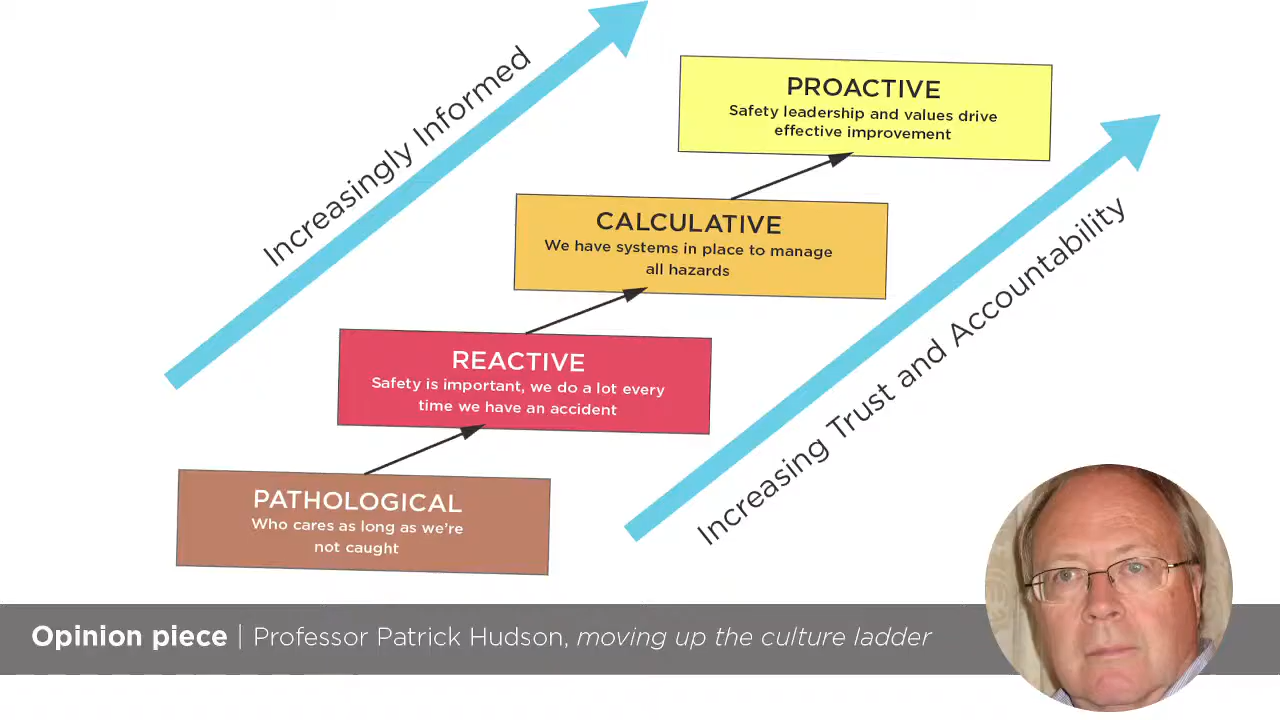 Increasingly Informed
PROACTIVE
Safety leadership and values drive
effective improvement
CALCULATIVE
We have systems in place to manage
all hazards
REACTIVE
Safety is important, we do a lot every
time we have an accident
PATHOLOGICAL
Who cares as long as we're
not caught
Increasing Trust and Accountability
Opinion piece | Professor Patrick Hudson, moving up the culture ladder